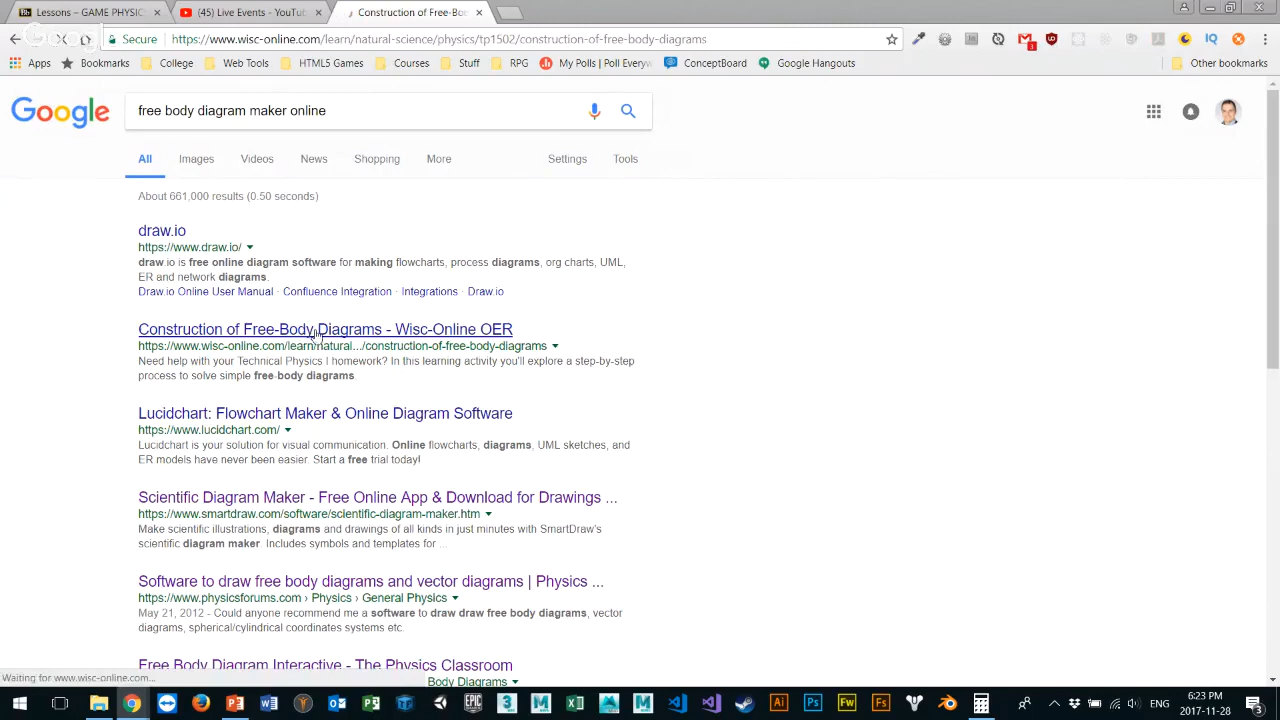 Lessons – GAME PHYSIC
(45) Live Events - YouTub
Construction of Free-Bo
Secure
https://www.wisc-online.com/learn/natural-science/physics/tp1502/construction-of-free-body-diagrams
Apps
Bookmarks
College
Web Tools
HTML5 Games
Courses
Stuff
RPG
My Polls | Poll Everyw
ConceptBoard
Google Hangouts
Other bookmarks
Google
free body diagram maker online
All
Images
Videos
News
Shopping
More
Settings
Tools
About 661,000 results (0.50 seconds)
draw.io
https://www.draw.io/
draw.io is free online diagram software for making flowcharts, process diagrams, org charts, UML,
ER and network diagrams.
Draw.io Online User Manual · Confluence Integration · Integrations · Draw.io
Construction of Free-Body Diagrams - Wisc-Online OER
https://www.wisc-online.com/learn/natural.../construction-of-free-body-diagrams
Need help with your Technical Physics I homework? In this learning activity you'll explore a step-by-step
process to solve simple free-body diagrams.
Lucidchart: Flowchart Maker & Online Diagram Software
https://www.lucidchart.com/
Lucidchart is your solution for visual communication. Online flowcharts, diagrams, UML sketches, and
ER models have never been easier. Start a free trial today!
Scientific Diagram Maker - Free Online App & Download for Drawings ...
https://www.smartdraw.com/software/scientific-diagram-maker.htm
Make scientific illustrations, diagrams and drawings of all kinds in just minutes with SmartDraw's
scientific diagram maker. Includes symbols and templates for ...
Software to draw free body diagrams and vector diagrams | Physics ...
https://www.physicsforums.com › Physics › General Physics
May 21, 2012 - Could anyone recommend me a software to draw draw free body diagrams, vector
diagrams, spherical/cylindrical coordinates systems etc.
Free Body Diagram Interactive - The Physics Classroom
Body Diagrams
Waiting for www.wisc-online.com...
ENG
6:23 PM
2017-11-28